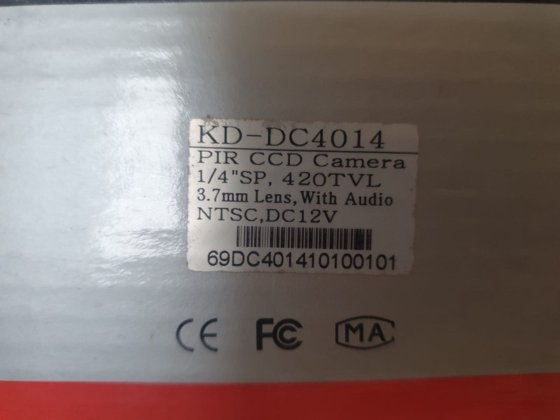 KD-DC4014
PIR CCD Camera
1/4"SP, 420TVL
3.7mm Lens, With Audio
NTSC,DC12V
69DC401410100101
CE FC MA